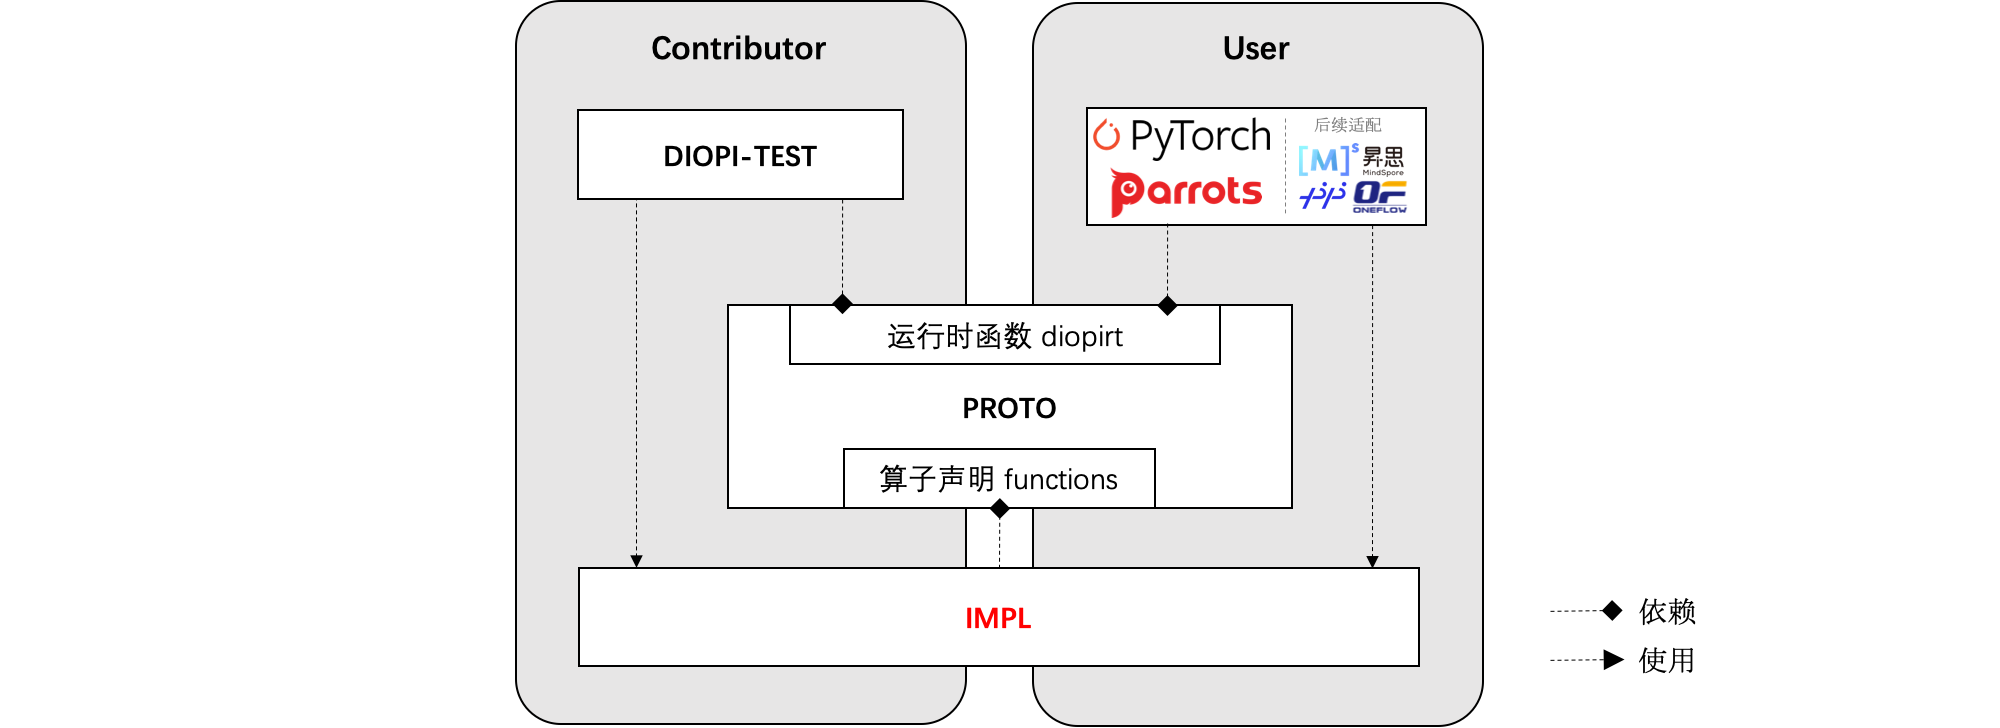 Contributor
User
DIOPI-TEST
PyTorch
Parrots
后续适配
[M]s 昇思
MindSpore
OF
ONEFLOW
运行时函数 diopirt
PROTO
算子声明 functions
IMPL
依赖
使用